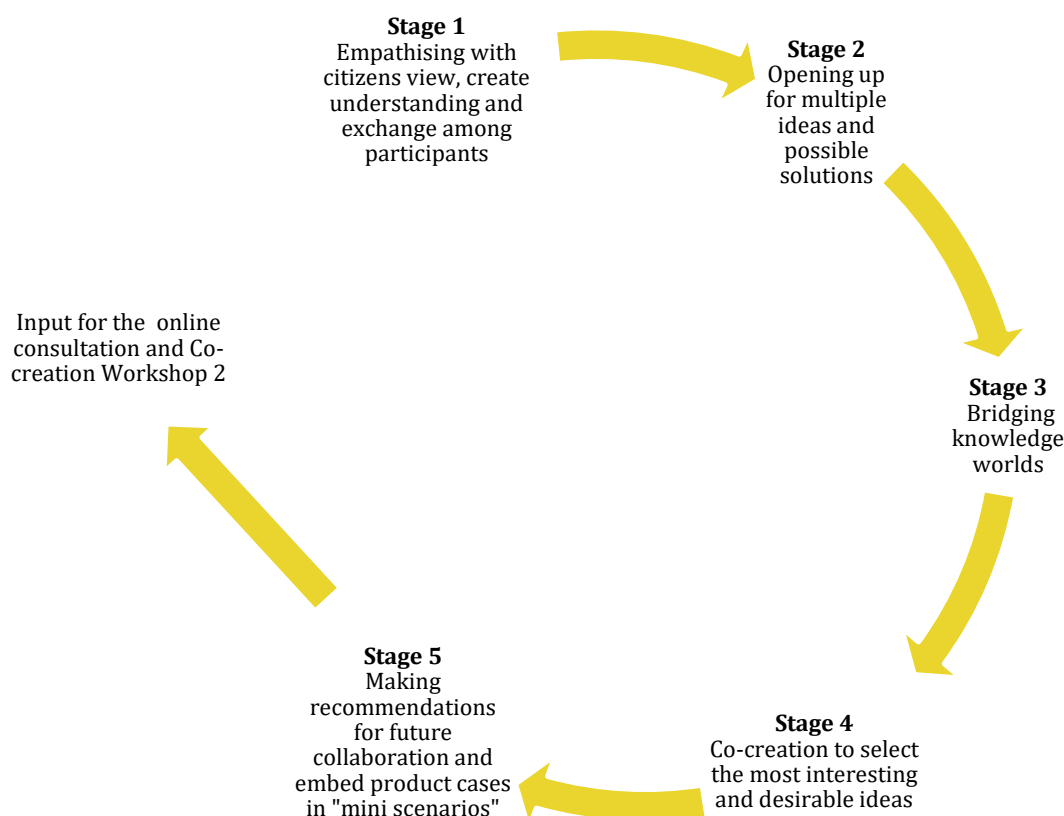 Stage 1
Empathising with
citizens view, create
understanding and
exchange among
participants
Stage 2
Opening up
for multiple
ideas and
possible
solutions
Stage 3
Bridging
knowledge
worlds
Stage 4
Co-creation to select
the most interesting
and desirable ideas
Stage 5
Making
recommendations
for future
collaboration and
embed product cases
in "mini scenarios"
Input for the  online
consultation and Co-
creation Workshop 2